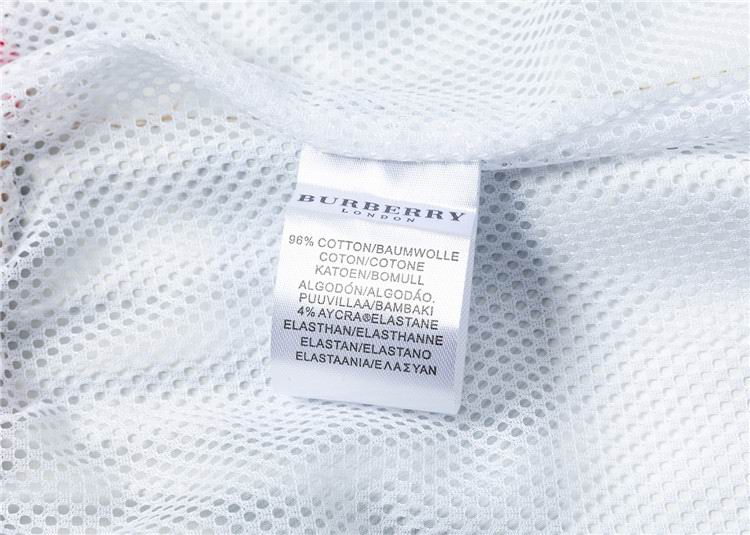 BURBERRY
LONDON
96% COTTON/BAUMWOLLE
COTON/COTONE
KATOEN/BOMULL
ALGODÓN/ALGODÃO.
PUUVILLAA/BAMBAKI
4% AYCRA®ELASTANE
ELASTHAN/ELASTHANNE
ELASTAN/ELASTANO
ELASTAANIA/ΕΛΑΣΥΑΝ